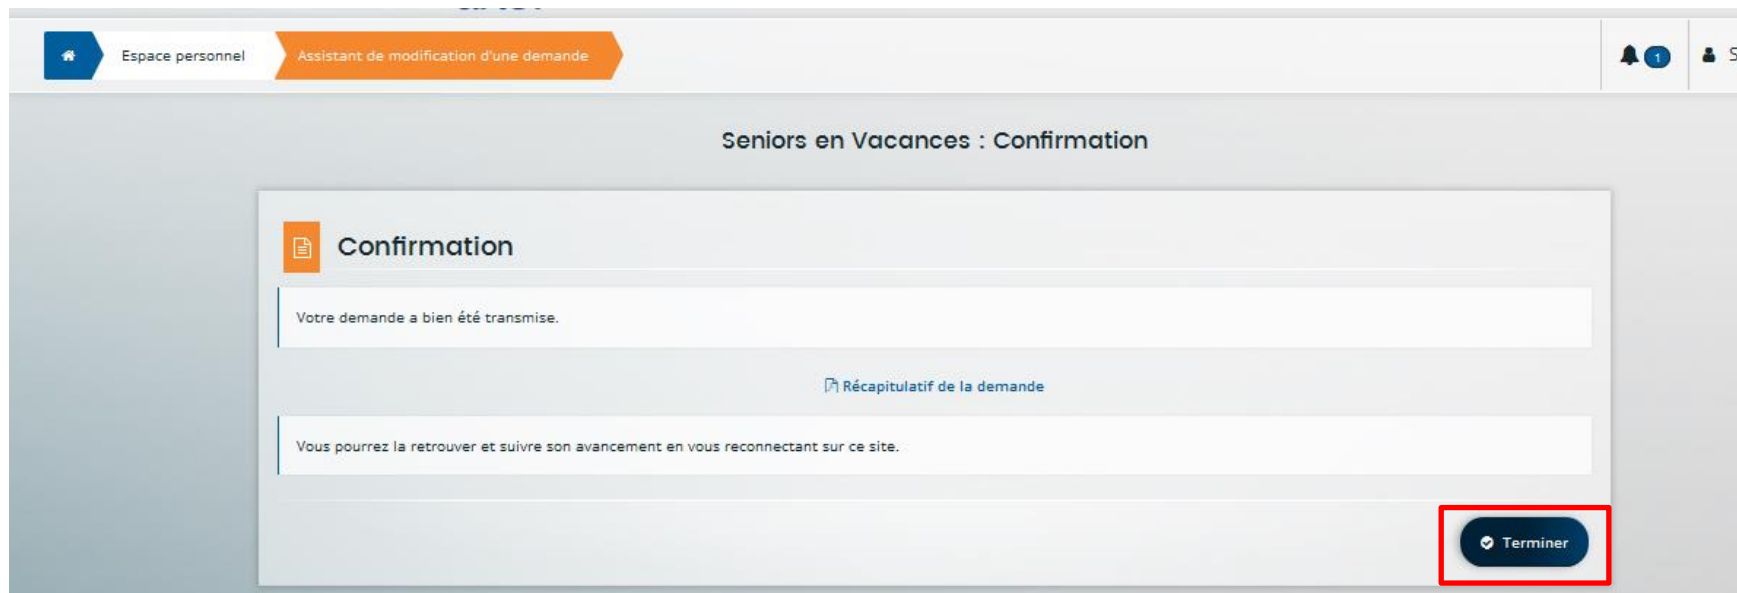 Espace personnel
Assistant de modification d'une demande
1
S
Seniors en Vacances : Confirmation
Confirmation
Votre demande a bien été transmise.
Récapitulatif de la demande
Vous pourrez la retrouver et suivre son avancement en vous reconnectant sur ce site.
Terminer